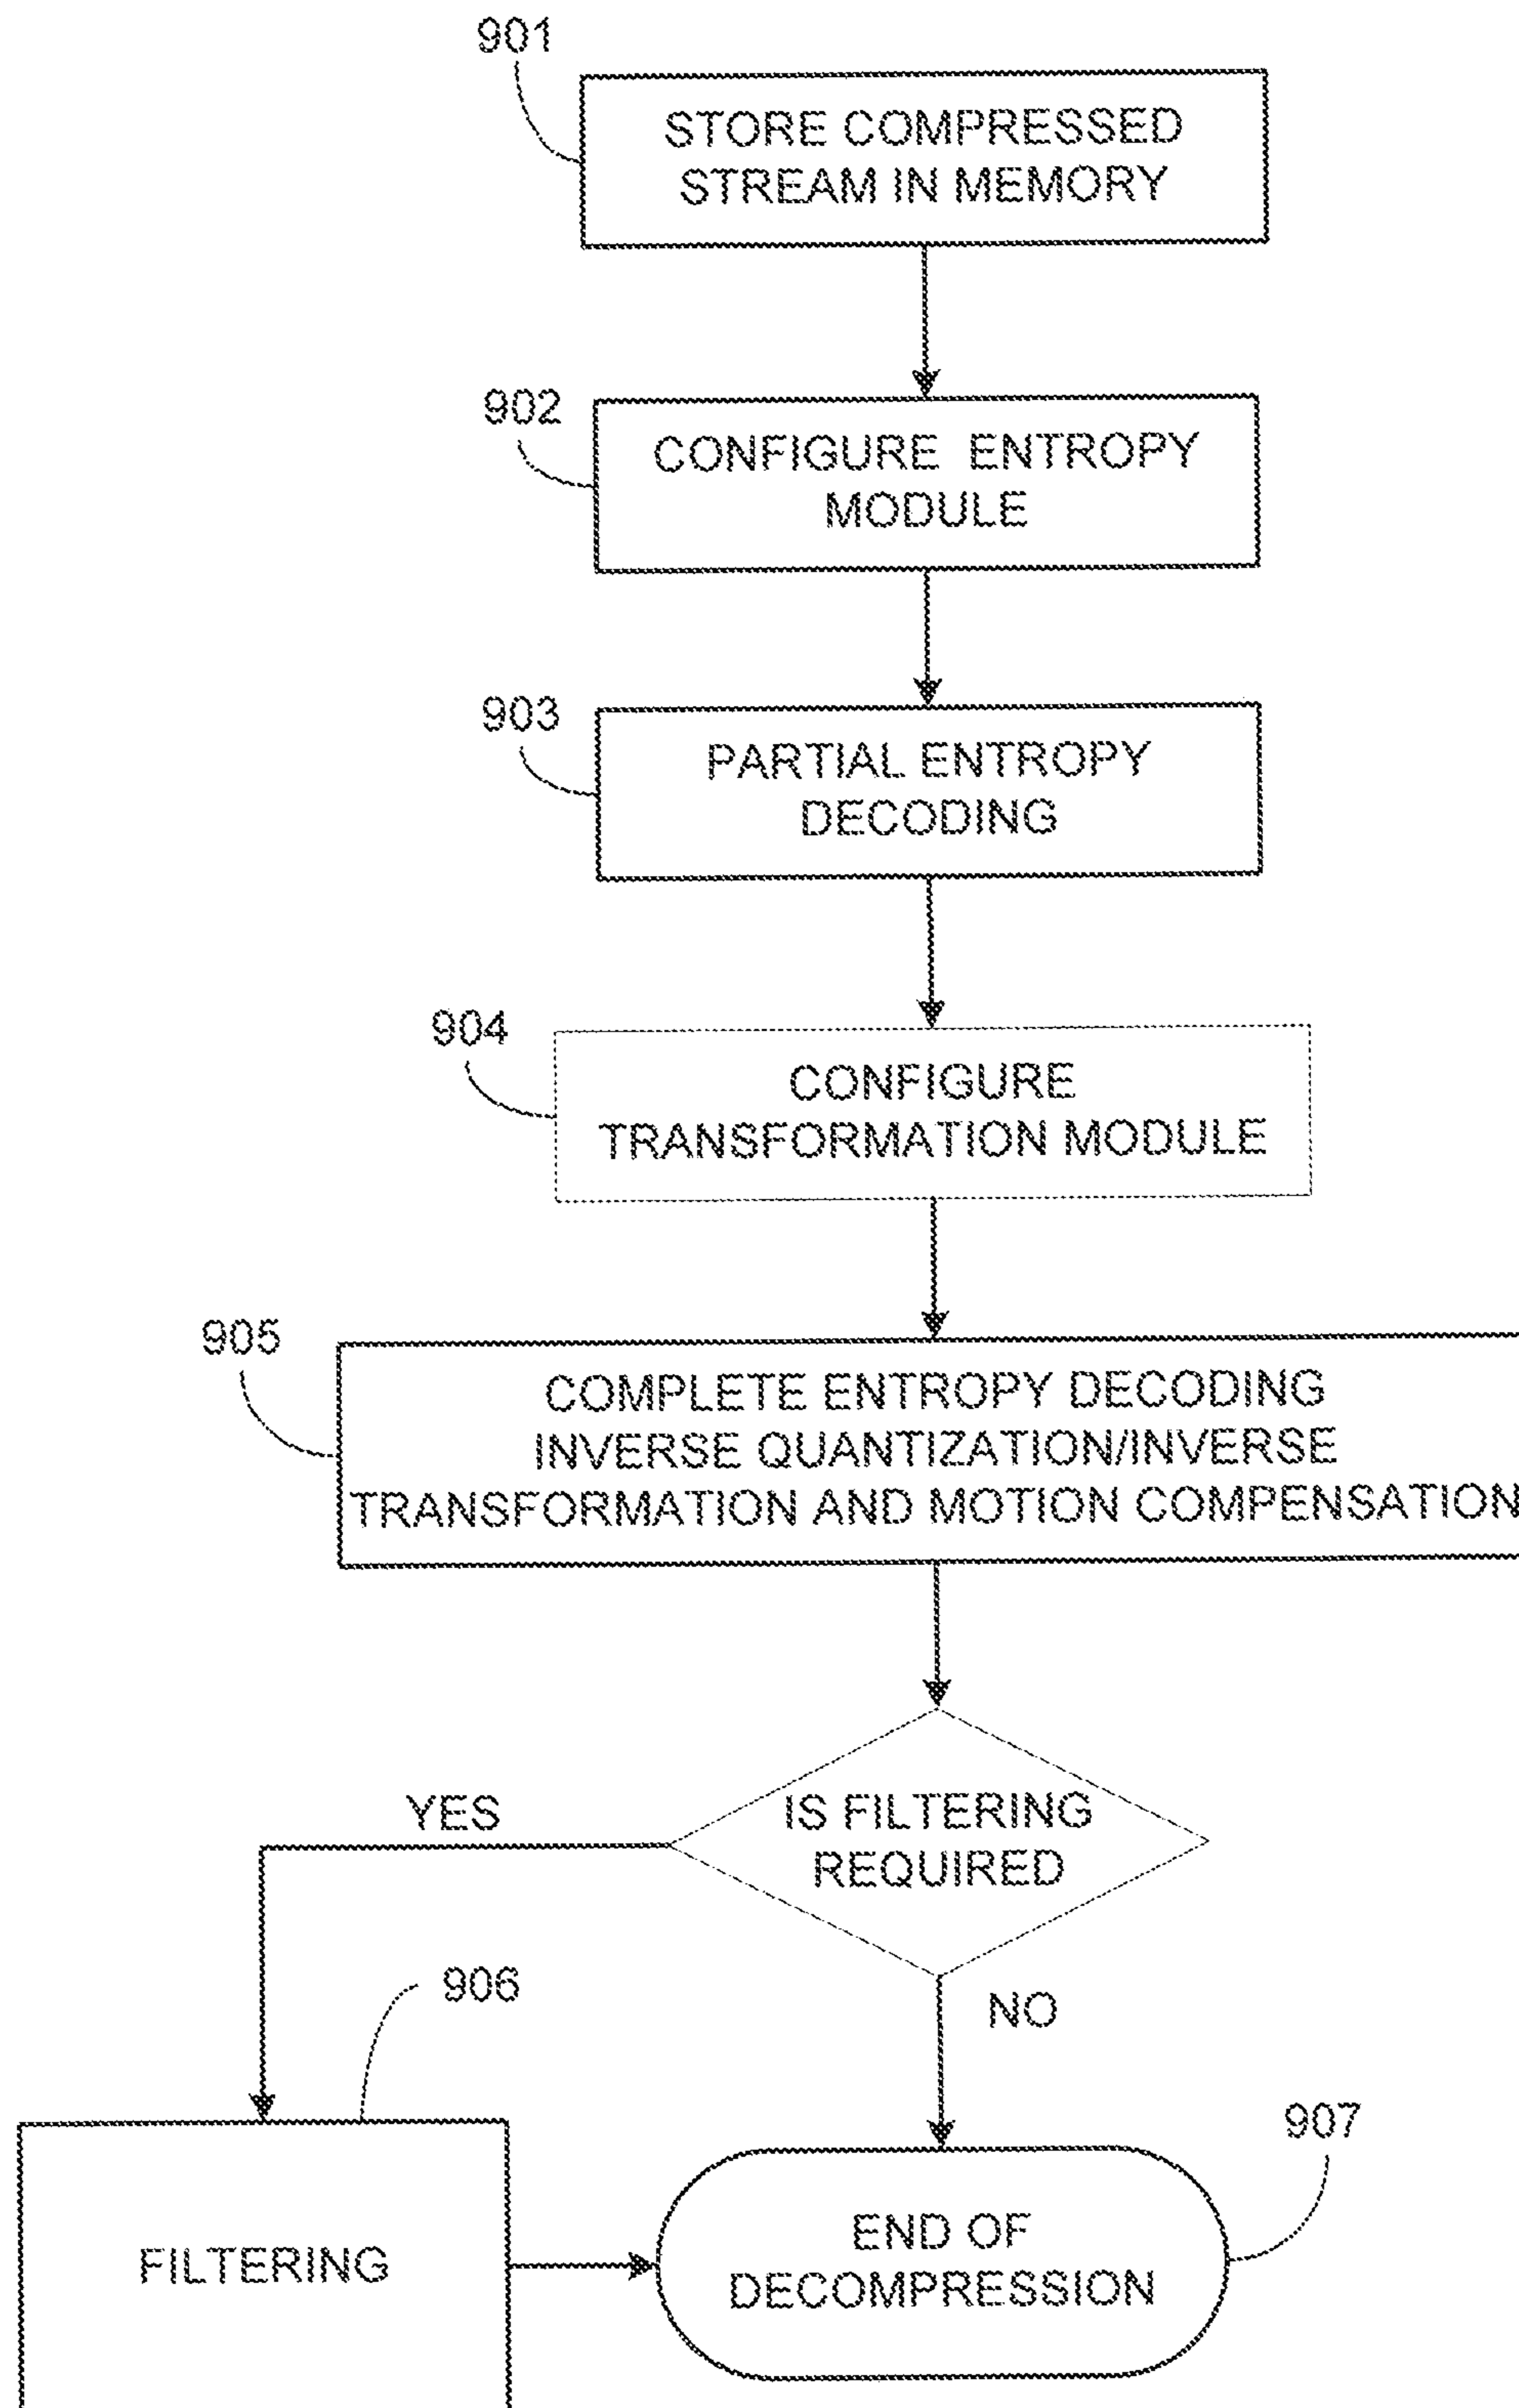 901
STORE COMPRESSED
STREAM IN MEMORY
902
CONFIGURE ENTROPY
MODULE
903
PARTIAL ENTROPY
DECODING
904
CONFIGURE
TRANSFORMATION MODULE
905
COMPLETE ENTROPY DECODING
INVERSE QUANTIZATION/INVERSE
TRANSFORMATION AND MOTION COMPENSATION
YES
IS FILTERING
REQUIRED
906
NO
907
FILTERING
END OF
DECOMPRESSION